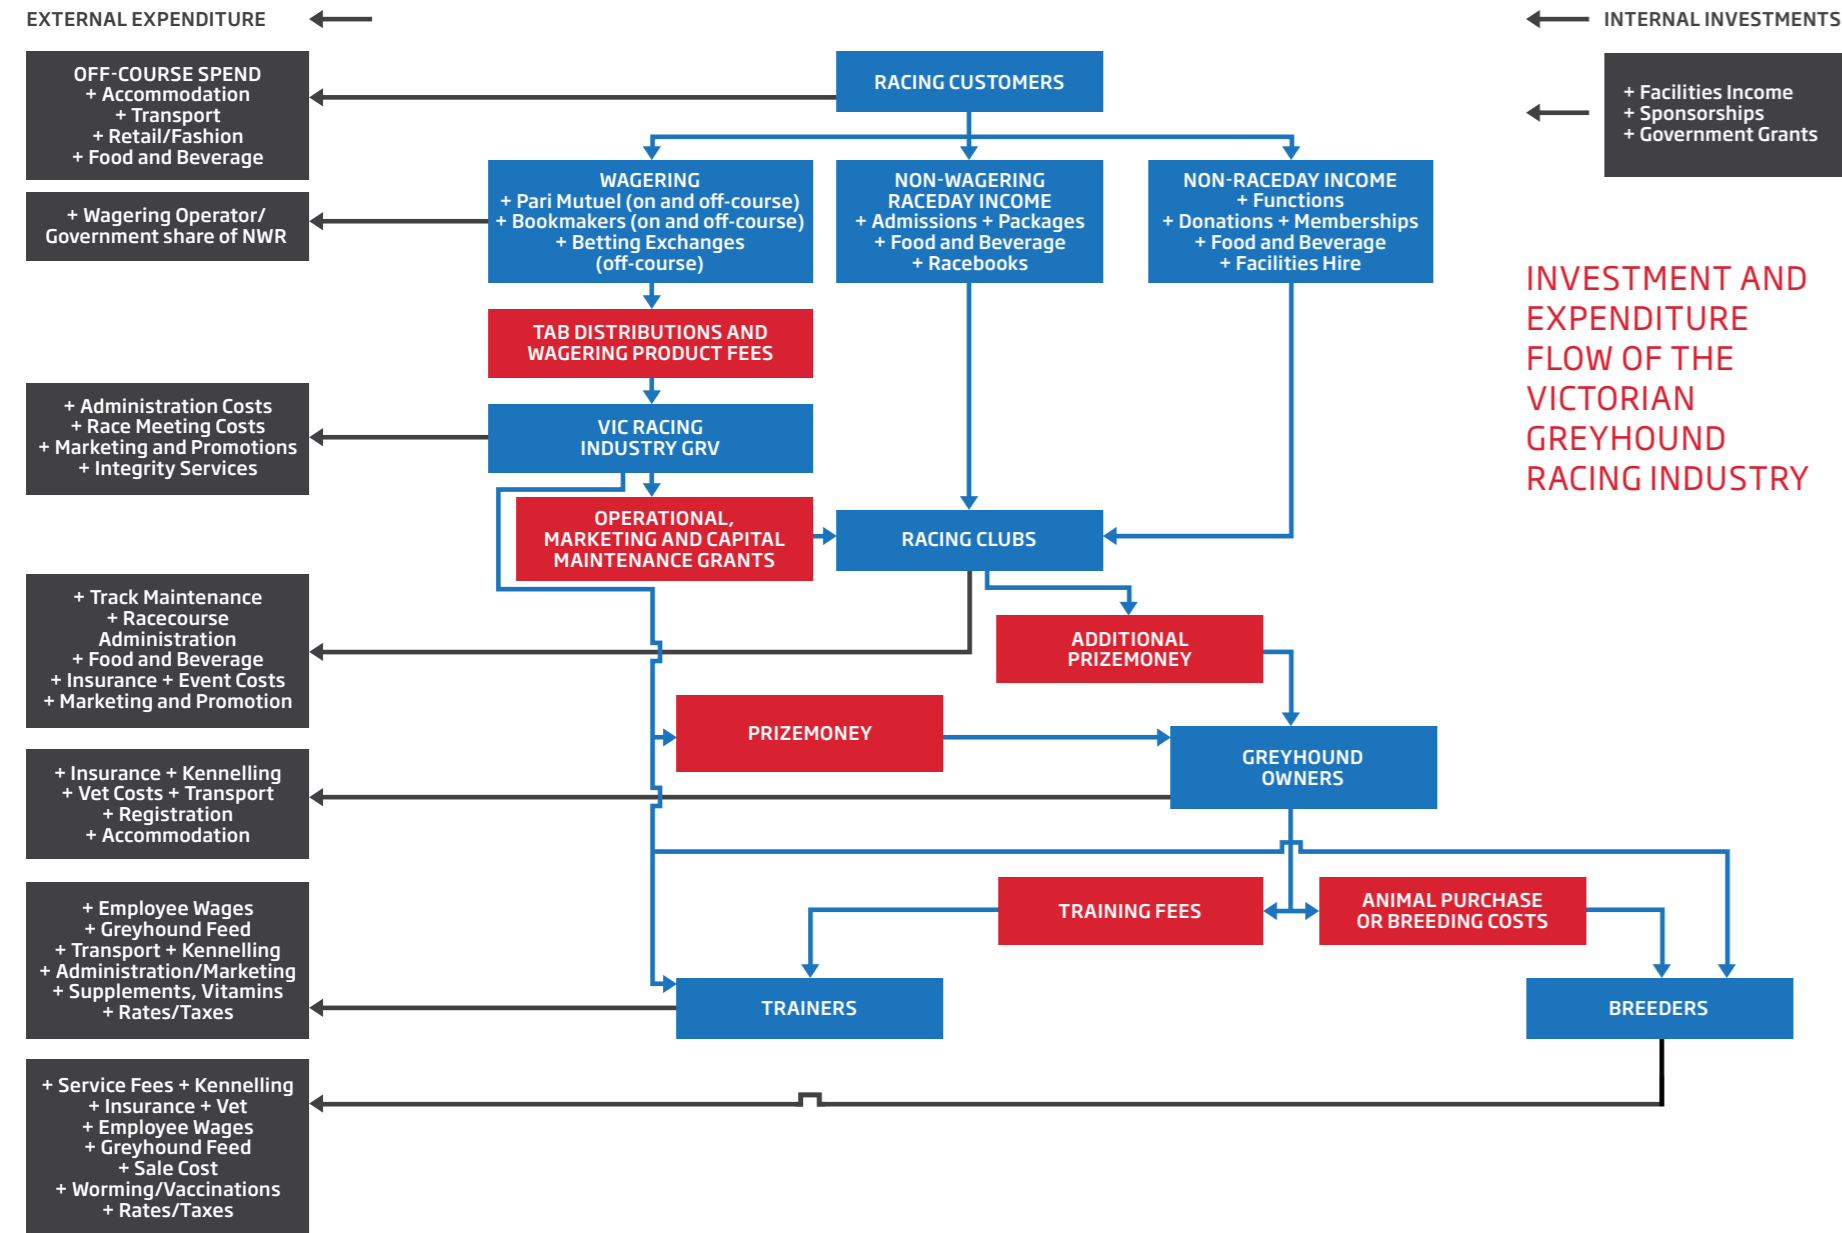 EXTERNAL EXPENDITURE
INTERNAL INVESTMENTS
OFF-COURSE SPEND
+ Accommodation
+ Transport
+ Retail/Fashion
+ Food and Beverage
RACING CUSTOMERS
+ Facilities Income
+ Sponsorships
+ Government Grants
+ Wagering Operator/
Government share of NWR
WAGERING
+ Pari Mutuel (on and off-course)
+ Bookmakers (on and off-course)
+ Betting Exchanges
(off-course)
NON-WAGERING
RACEDAY INCOME
+ Admissions + Packages
+ Food and Beverage
+ Racebooks
NON-RACEDAY INCOME
+ Functions
+ Donations + Memberships
+ Food and Beverage
+ Facilities Hire
INVESTMENT AND
EXPENDITURE
FLOW OF THE
VICTORIAN
GREYHOUND
RACING INDUSTRY
TAB DISTRIBUTIONS AND
WAGERING PRODUCT FEES
+ Administration Costs
+ Race Meeting Costs
+ Marketing and Promotions
+ Integrity Services
VIC RACING
INDUSTRY GRV
OPERATIONAL,
MARKETING AND CAPITAL
MAINTENANCE GRANTS
RACING CLUBS
+ Track Maintenance
+ Racecourse
Administration
+ Food and Beverage
+ Insurance + Event Costs
+ Marketing and Promotion
ADDITIONAL
PRIZEMONEY
PRIZEMONEY
GREYHOUND
OWNERS
+ Insurance + Kennelling
+ Vet Costs + Transport
+ Registration
+ Accommodation
TRAINING FEES
ANIMAL PURCHASE
OR BREEDING COSTS
+ Employee Wages
+ Greyhound Feed
+ Transport + Kennelling
+ Administration/Marketing
+ Supplements, Vitamins
+ Rates/Taxes
TRAINERS
BREEDERS
+ Service Fees + Kennelling
+ Insurance + Vet
+ Employee Wages
+ Greyhound Feed
+ Sale Cost
+ Worming/Vaccinations
+ Rates/Taxes